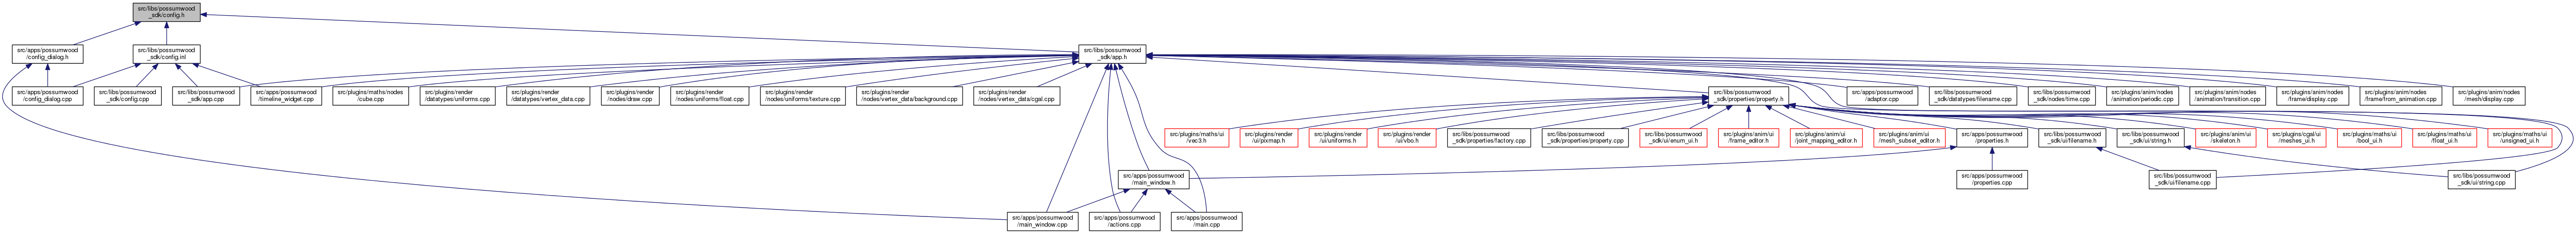 src/libs/possumwood
_sdk/config.h
src/apps/possumwood
/config_dialog.h
src/libs/possumwood
_sdk/config.inl
src/libs/possumwood
_sdk/app.h
src/apps/possumwood
/config_dialog.cpp
src/libs/possumwood
_sdk/config.cpp
src/libs/possumwood
_sdk/app.cpp
src/apps/possumwood
/timeline_widget.cpp
src/plugins/maths/nodes
/cube.cpp
src/plugins/render
/datatypes/uniforms.cpp
src/plugins/render
/datatypes/vertex_data.cpp
src/plugins/render
/nodes/draw.cpp
src/plugins/render
/nodes/uniforms/float.cpp
src/plugins/render
/nodes/uniforms/texture.cpp
src/plugins/render
/nodes/vertex_data/background.cpp
src/plugins/render
/nodes/vertex_data/cgal.cpp
src/libs/possumwood
_sdk/properties/property.h
src/apps/possumwood
/adaptor.cpp
src/libs/possumwood
_sdk/datatypes/filename.cpp
src/libs/possumwood
_sdk/nodes/time.cpp
src/plugins/anim/nodes
/animation/periodic.cpp
src/plugins/anim/nodes
/animation/transition.cpp
src/plugins/anim/nodes
/frame/display.cpp
src/plugins/anim/nodes
/frame/from_animation.cpp
src/plugins/anim/nodes
/mesh/display.cpp
src/plugins/maths/ui
/vec3.h
src/plugins/render
/ui/pixmap.h
src/plugins/render
/ui/uniforms.h
src/plugins/render
/ui/vbo.h
src/libs/possumwood
_sdk/properties/factory.cpp
src/libs/possumwood
_sdk/properties/property.cpp
src/libs/possumwood
_sdk/ui/enum_ui.h
src/plugins/anim/ui
/frame_editor.h
src/plugins/anim/ui
/joint_mapping_editor.h
src/plugins/anim/ui
/mesh_subset_editor.h
src/apps/possumwood
/properties.h
src/libs/possumwood
_sdk/ui/filename.h
src/libs/possumwood
_sdk/ui/string.h
src/plugins/anim/ui
/skeleton.h
src/plugins/cgal/ui
/meshes_ui.h
src/plugins/maths/ui
/bool_ui.h
src/plugins/maths/ui
/float_ui.h
src/plugins/maths/ui
/unsigned_ui.h
src/apps/possumwood
/main_window.h
src/apps/possumwood
/properties.cpp
src/libs/possumwood
_sdk/ui/filename.cpp
src/libs/possumwood
_sdk/ui/string.cpp
src/apps/possumwood
/main_window.cpp
src/apps/possumwood
/actions.cpp
src/apps/possumwood
/main.cpp